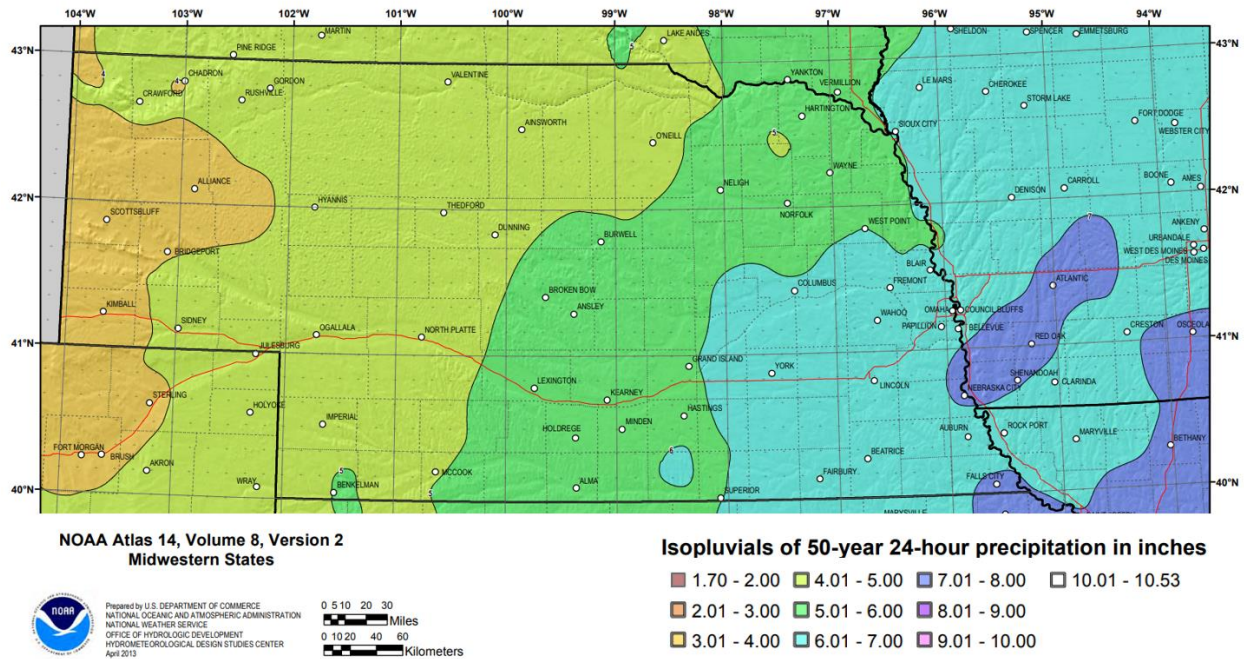 104°W 103°W 102°W 101°W 100°W 99°W 98°W 97°W 96°W 95°W 94°W
MARTIN
LAKE ANDES
5
SHELDON
SPENCER
EMMETSBURG
43°N
PINE RIDGE
43°N
4
CHADRON
4
GORDON
VALENTINE
YANKTON
VERMILLION
LE MARS
CHEROKEE
CRAWFORD
RUSHVILLE
STORM LAKE
HARTINGTON
AINSWORTH
SIOUX CITY
FORT DODGE
WEBSTER CITY
O'NEILL
5
WAYNE
ALLIANCE
NELIGH
CARROLL
BOONE
AMES
42°N
DENISON
42°N
HYANNIS
SCOTTSBLUFF
THEDFORD
NORFOLK
WEST POINT
7
ANKENY
DUNNING
BURWELL
URBANDALE
BRIDGEPORT
WEST DES MOINES
DES MOINES
BLAIR
COLUMBUS
FREMONT
ATLANTIC
BROKEN BOW
KIMBALL
ANSLEY
OMAHA
COUNCIL BLUFFS
SIDNEY
WAHOO
PAPILLION
BELLEVUE
CRESTON
OSCEOLA
OGALLALA
NORTH PLATTE
RED OAK
41°N
41°N
JULESBURG
GRAND ISLAND
YORK
LINCOLN
SHENANDOAH
CLARINDA
LEXINGTON
KEARNEY
NEBRASKA CITY
STERLING
HOLYOKE
HASTINGS
IMPERIAL
MINDEN
HOLDREGE
AUBURN
ROCK PORT
MARYVILLE
BETHANY
FORT MORGAN
BRUSH
6
BEATRICE
AKRON
MCCOOK
FAIRBURY
FALLS CITY
40°N
WRAY
5
BENKELMAN
5
ALMA
SUPERIOR
40°N
MARYSVILLE
NOAA Atlas 14, Volume 8, Version 2
Midwestern States
NOAA
Prepared by U.S. DEPARTMENT OF COMMERCE
NATIONAL OCEANIC AND ATMOSPHERIC ADMINISTRATION
NATIONAL WEATHER SERVICE
OFFICE OF HYDROLOGIC DEVELOPMENT
HYDROMETEOROLOGICAL DESIGN STUDIES CENTER
April 2013
0 5 10 20 30
Miles
0 10 20 40 60
Kilometers
Isopluvials of 50-year 24-hour precipitation in inches
1.70 - 2.00 4.01 - 5.00 7.01 - 8.00 10.01 - 10.53
2.01 - 3.00 5.01 - 6.00 8.01 - 9.00
3.01 - 4.00 6.01 - 7.00 9.01 - 10.00